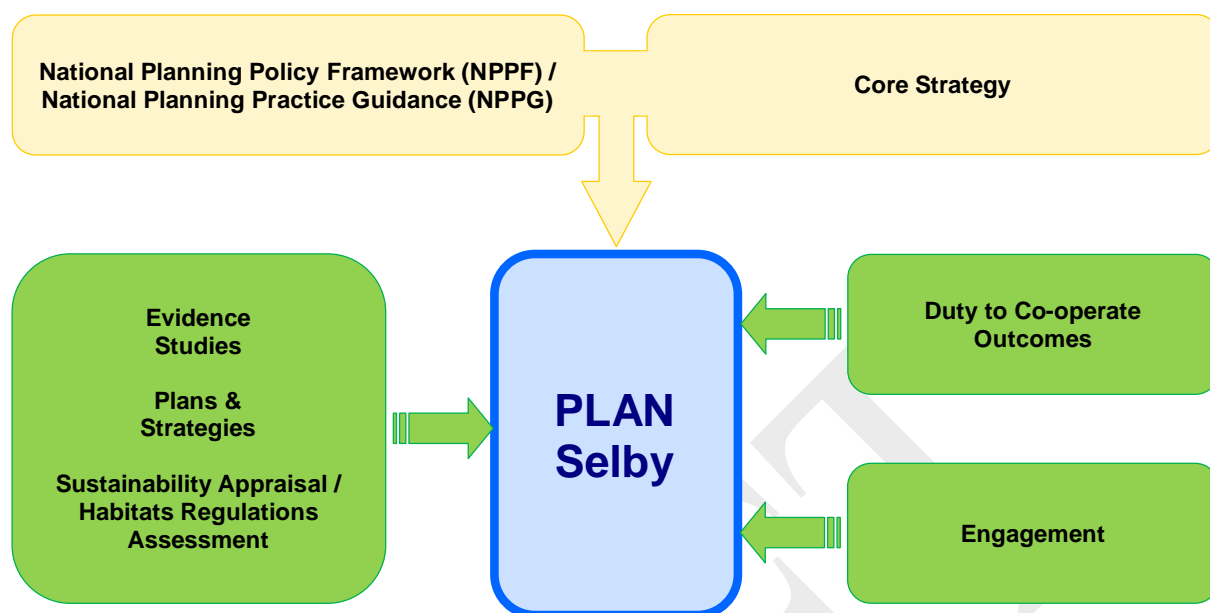 National Planning Policy Framework (NPPF) /
National Planning Practice Guidance (NPPG)
Core Strategy
Evidence
Studies
Plans &
Strategies
Sustainability Appraisal /
Habitats Regulations
Assessment
PLAN
Selby
Duty to Co-operate
Outcomes
Engagement